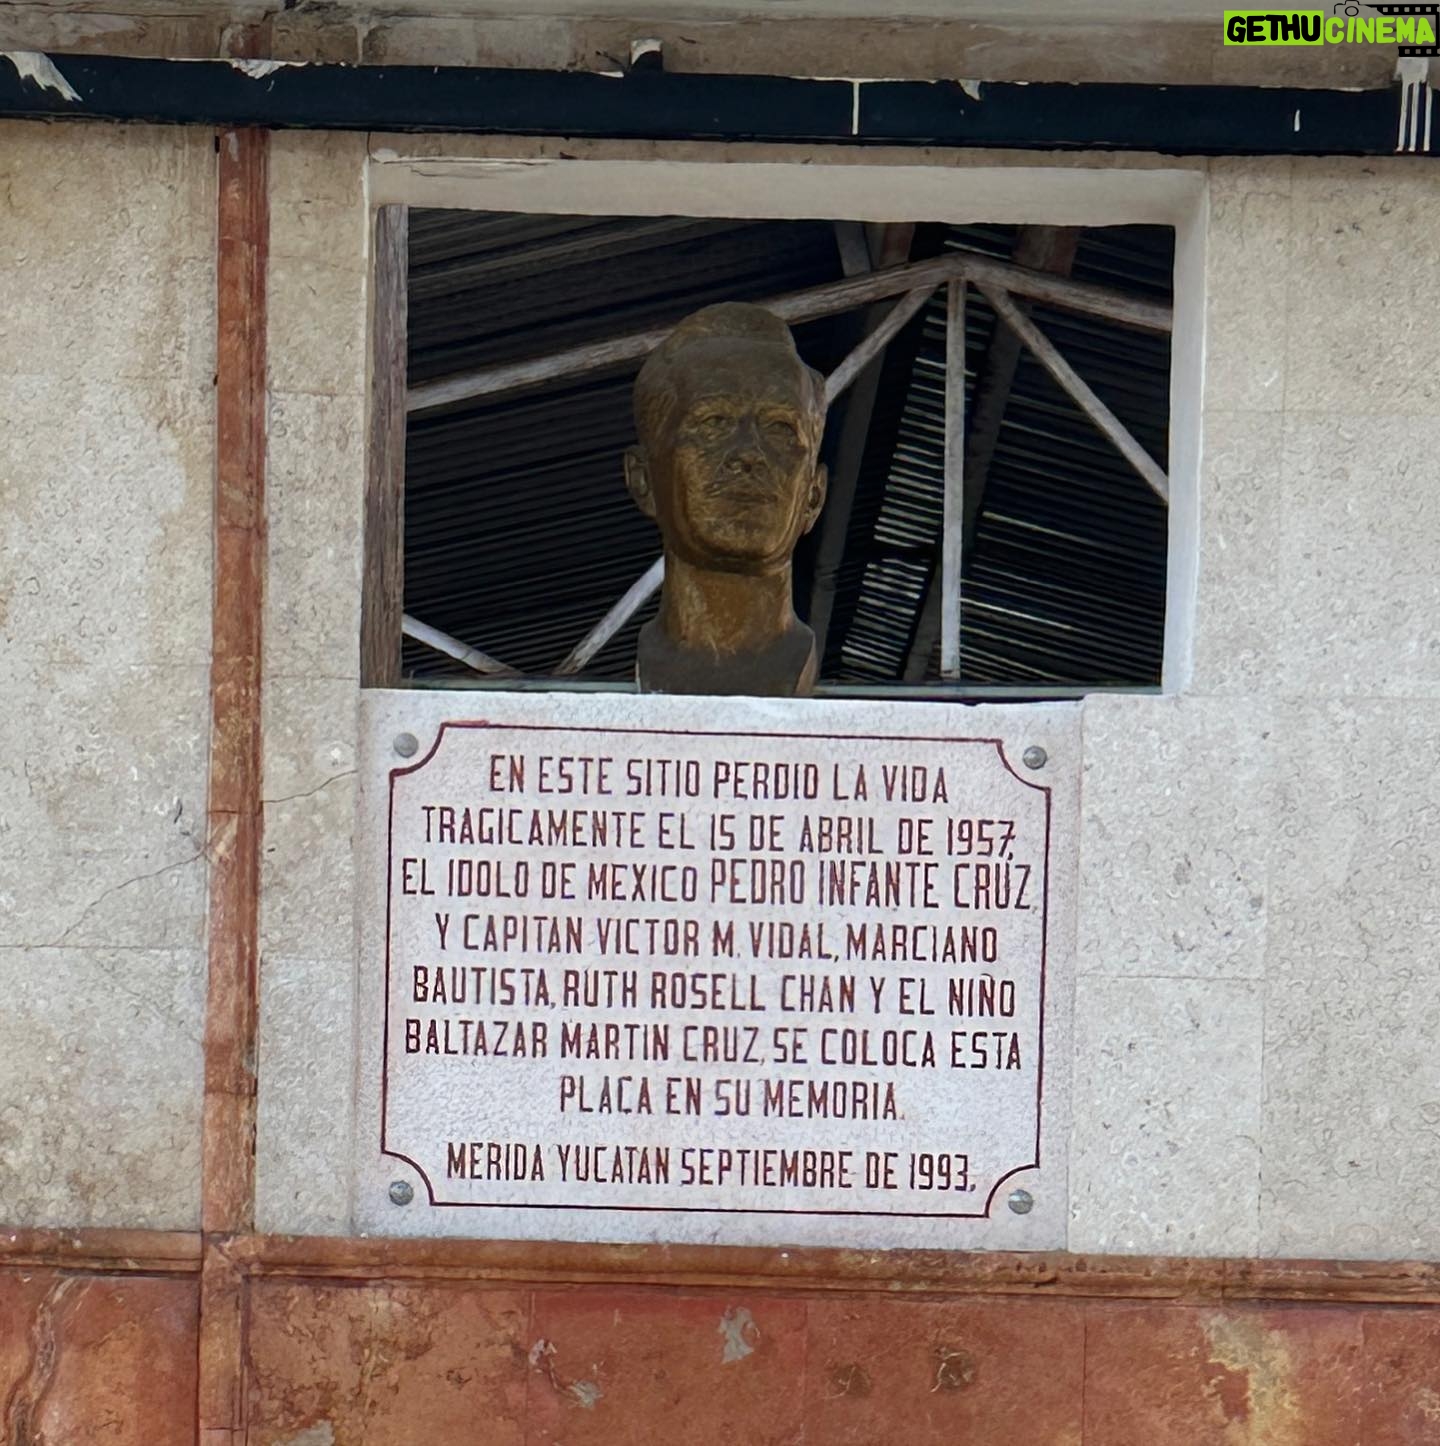 GETHUCINEMA
EN ESTE SITIO PERDIO LA VIDA
TRAGICAMENTE EL 15 DE ABRIL DE 1957,
EL IDOLO DE MEXICO PEDRO INFANTE CRUZ
Y CAPITAN VICTOR M. VIDAL, MARCIANO
BAUTISTA, RUTH ROSELL CHAN Y EL NIÑO
BALTAZAR MARTIN CRUZ, SE COLOCA ESTA
PLACA EN SU MEMORIA.
MERIDA YUCATAN SEPTIEMBRE DE 1993,